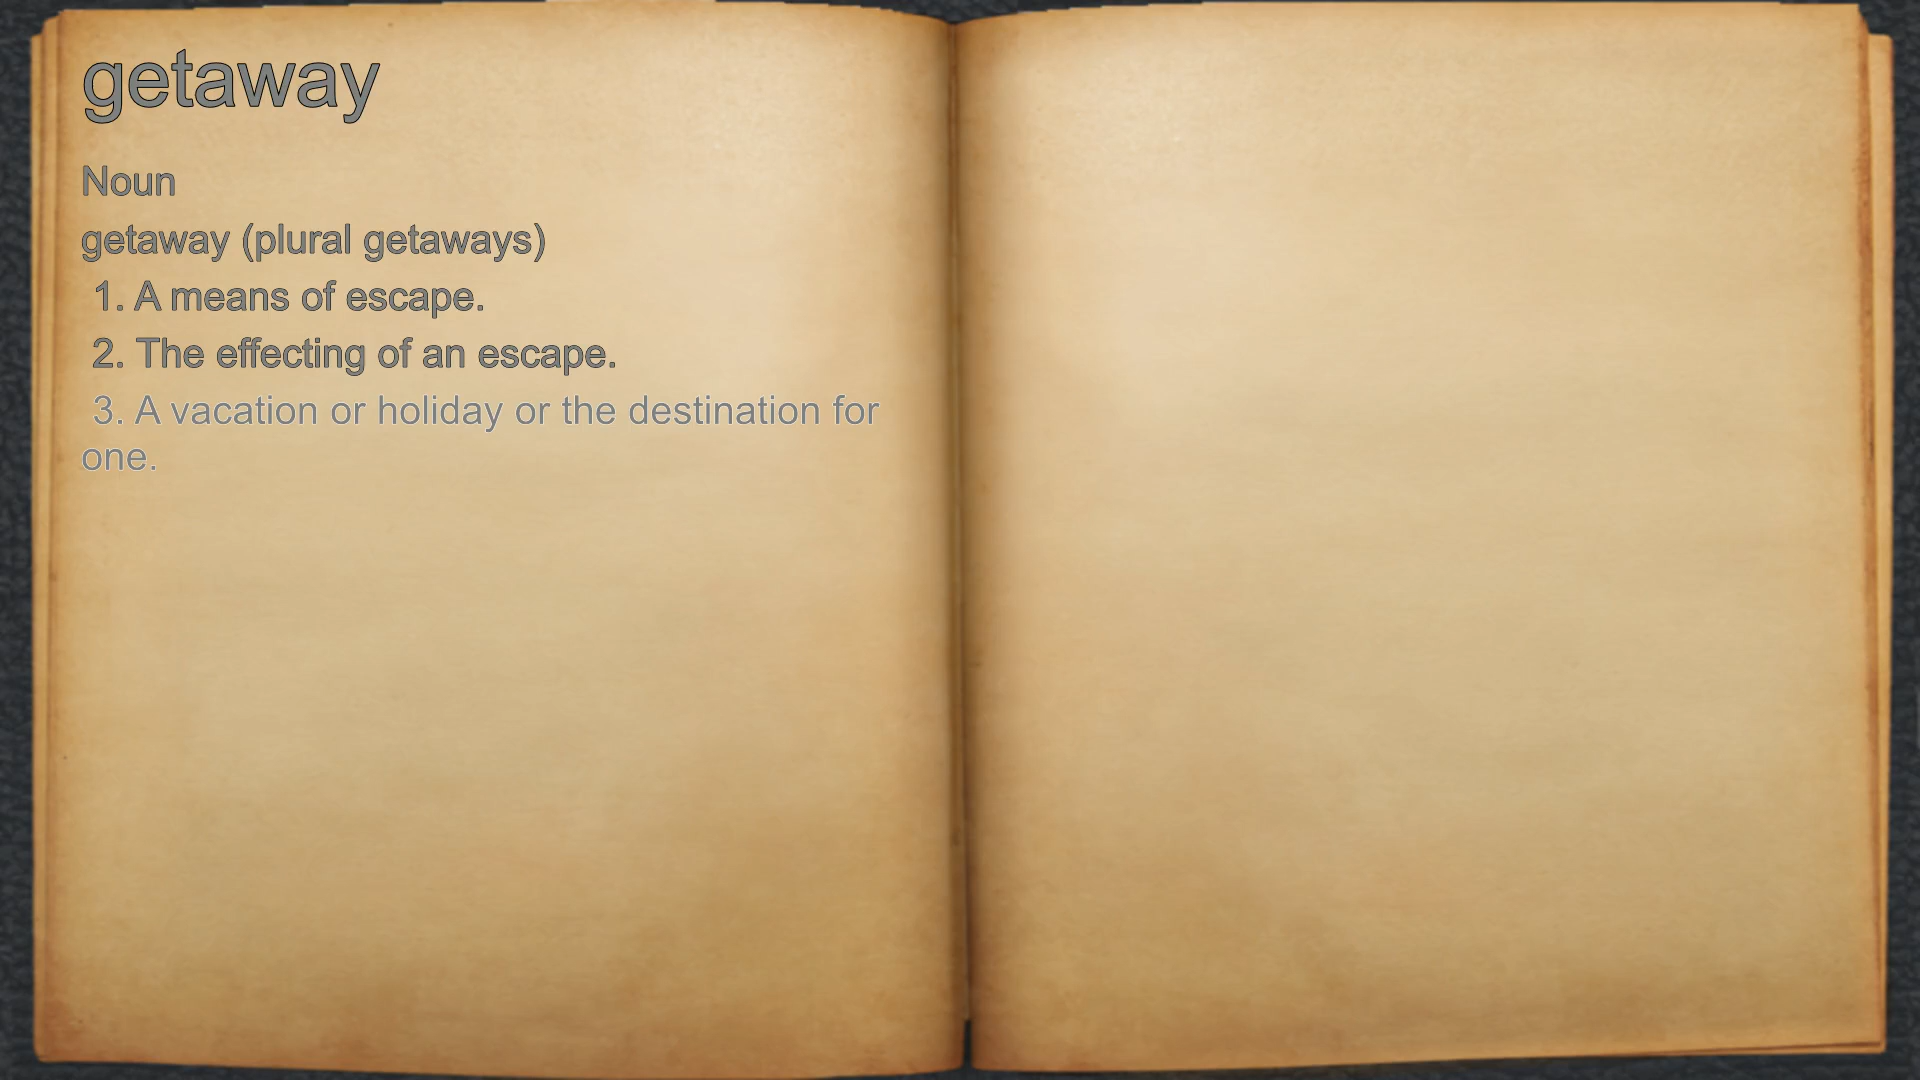 getaway
Noun
getaway (plural getaways)
1. A means of escape.
2. The effecting of an escape.
3. A vacation or holiday or the destination for
one.